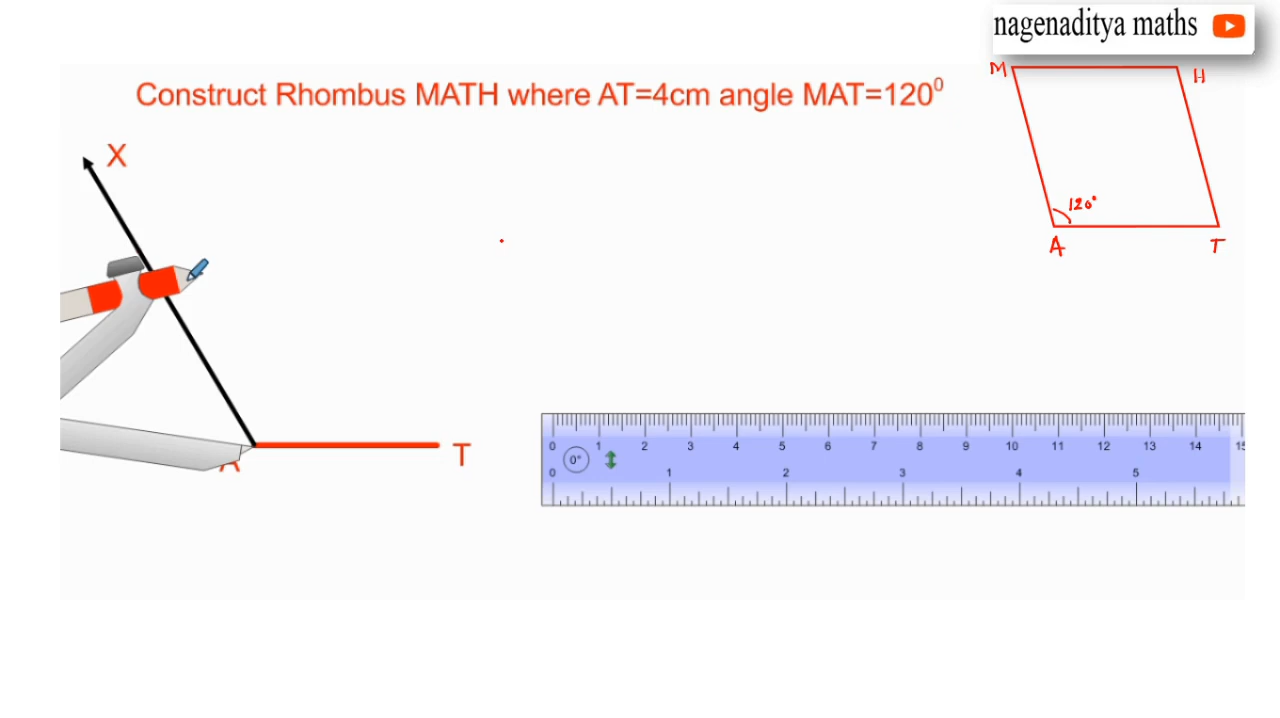 nagenaditya maths
Construct Rhombus MATH where AT=4cm angle MAT=120⁰
M H
120°
A T
X
A T
0 1 2 3 4 5 6 7 8 9 10 11 12 13 14 15
0°
0 1 2 3 4 5